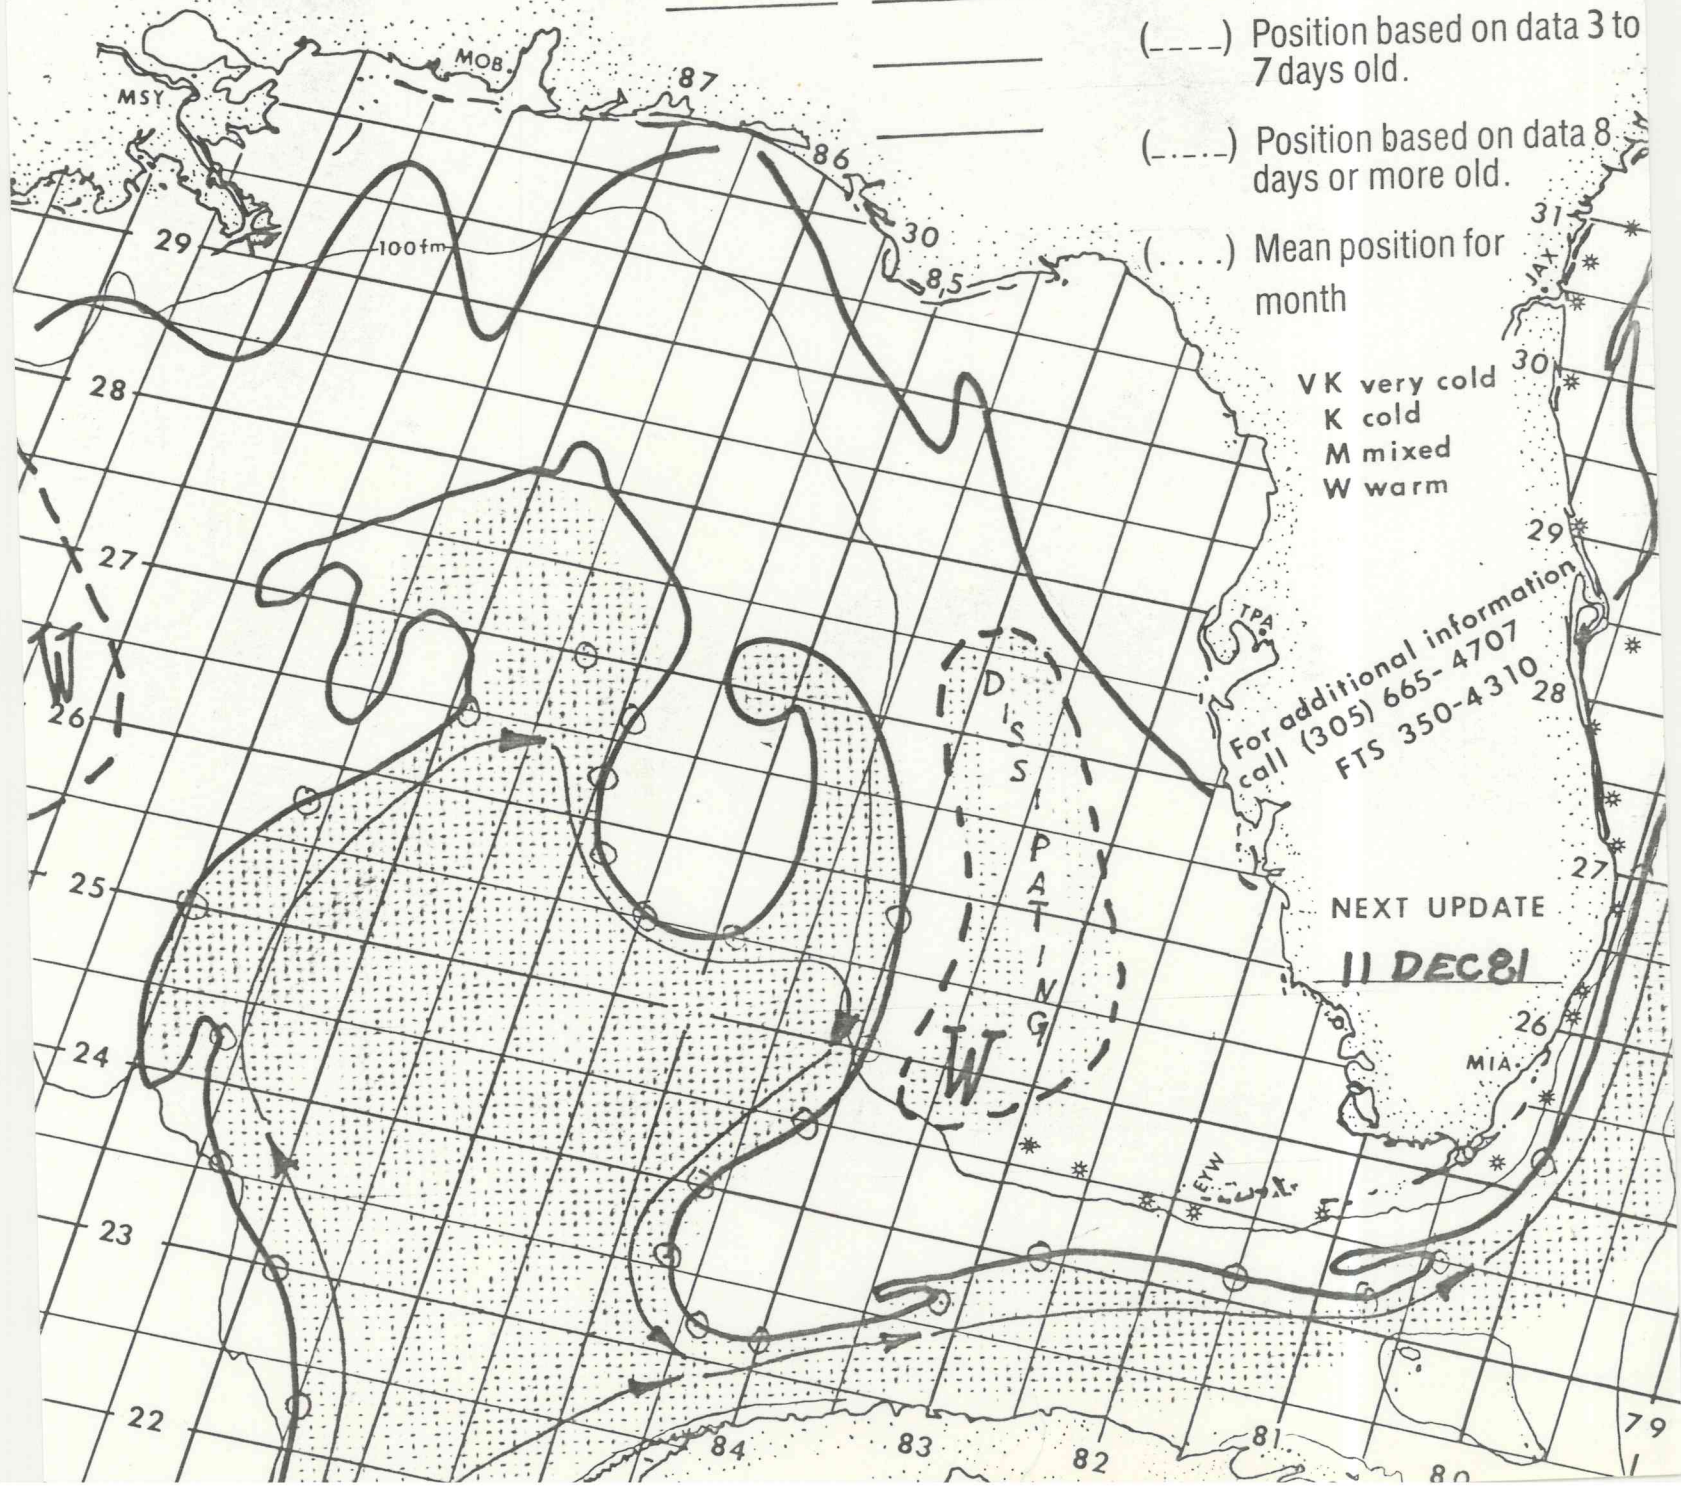 (____) Position based on data 3 to
7 days old.
(_._._) Position based on data 8
days or more old.
(....) Mean position for
month
VK very cold
K cold
M mixed
W warm
For additional information
call (305) 665-4707
FTS 350-4310
NEXT UPDATE
11 DEC 81
MOB.
MSY
87
86
30
85
29
100fm
28
27
26
25
24
23
22
W
DISSIPATING
W
TPA
JAX
31
30
29
28
27
26
MIA.
EYW
84
83
82
81
80
79